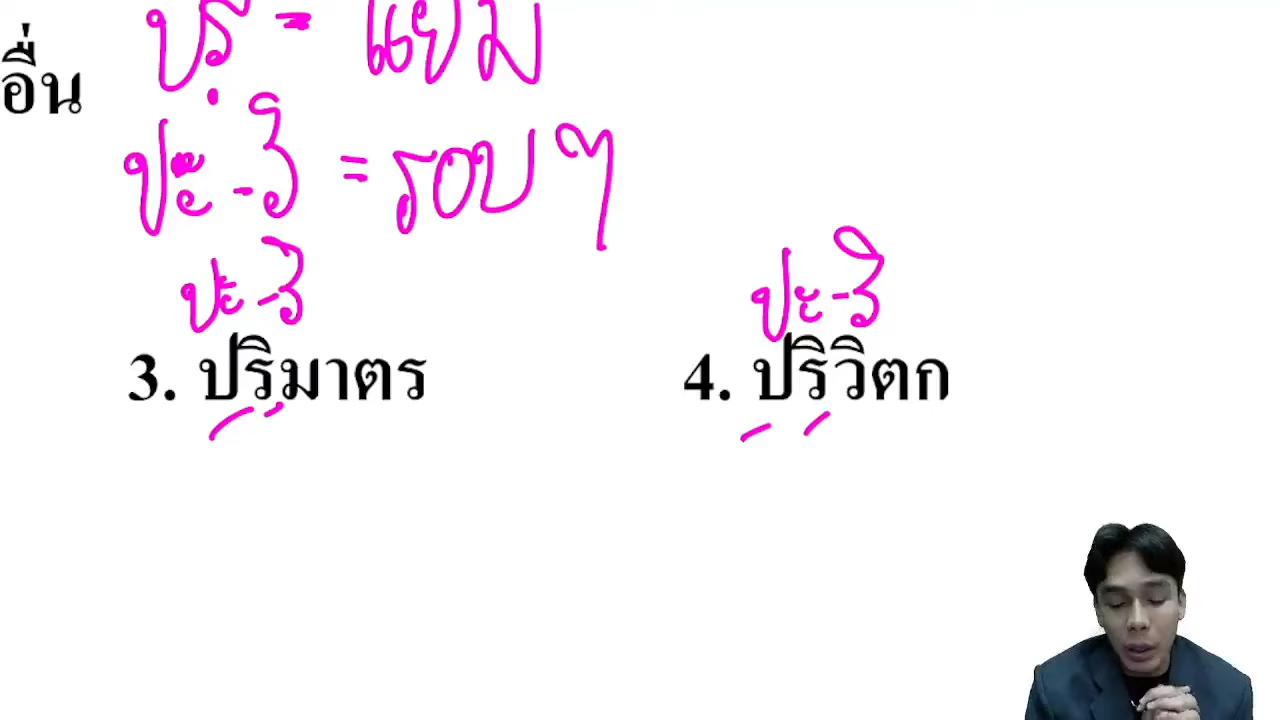 ปริ = แย้ม
อื่น
ปะ-ริ = รอบ ๆ
ปะ-ริ
ปะ-ริ
3. ปริมาตร
4. ปริวิตก